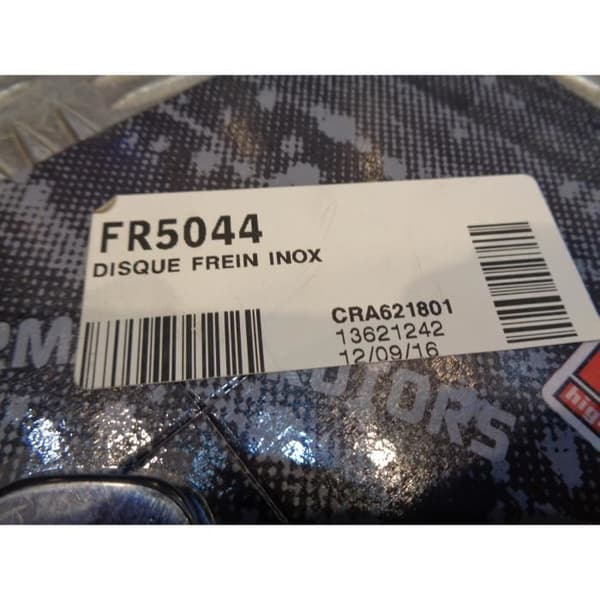 FR5044
DISQUE FREIN INOX
CRA621801
13621242
12/09/16